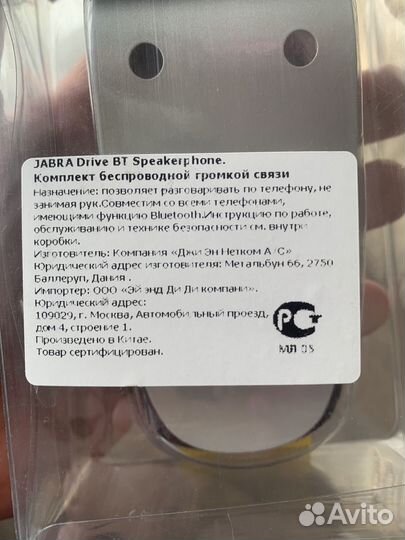 JABRA Drive BT Speakerphone.
Комплект беспроводной громкой связи
Назначение: позволяет разговаривать по телефону, не
занимая рук.Совместим со всеми телефонами,
имеющими функцию Bluetooth.Инструкцию по работе,
обслуживанию и технике безопасности см. внутри
коробки.
Изготовитель: Компания «Джи Эн Нетком А/С»
Юридический адрес изготовителя: Метальбун 66, 2750
Баллеруп, Дания .
Импортер: ООО «Эй энд Ди Ди компани».
Юридический адрес:
109029, г. Москва, Автомобильный проезд,
дом 4, строение 1.
Произведено в Китае.
Товар сертифицирован.
МЛ 05
Avito